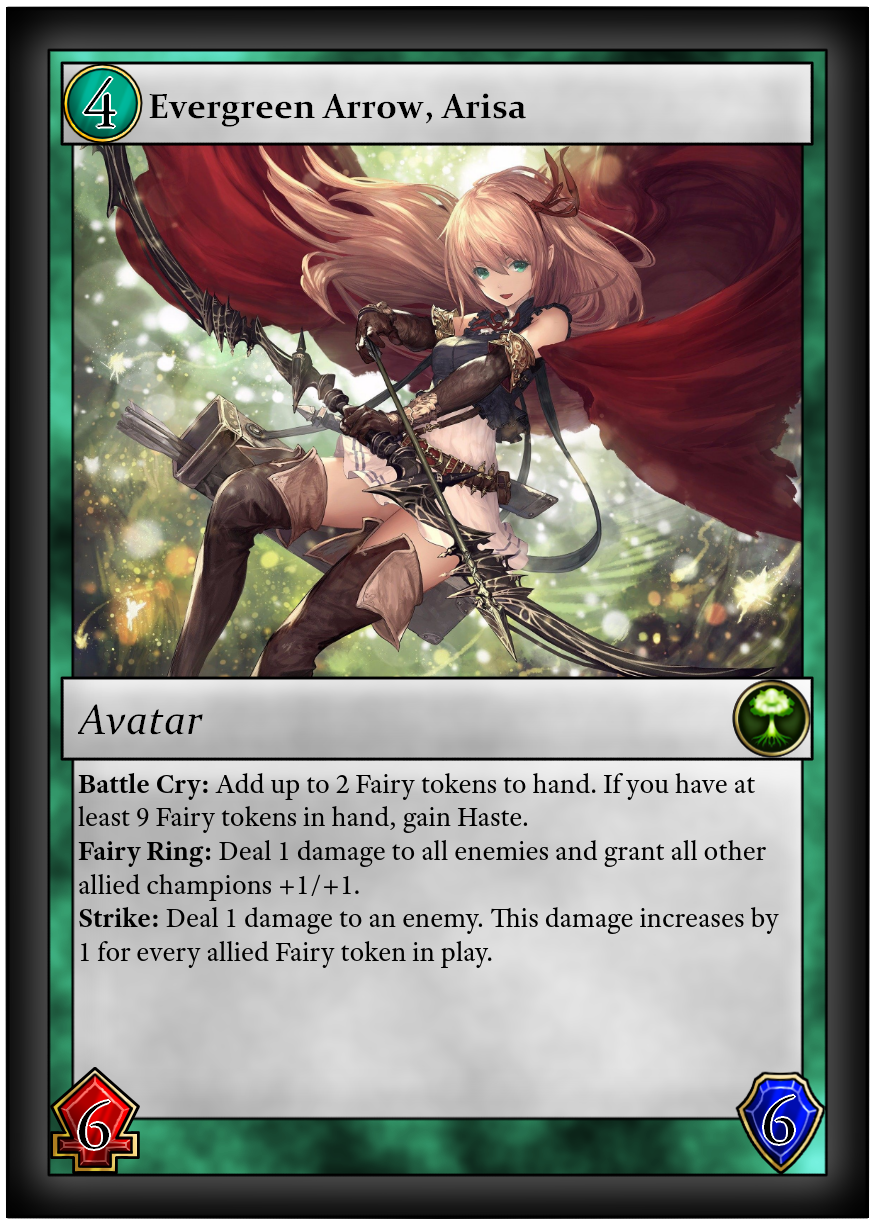 4
Evergreen Arrow, Arisa
Avatar
Battle Cry: Add up to 2 Fairy tokens to hand. If you have at
least 9 Fairy tokens in hand, gain Haste.
Fairy Ring: Deal 1 damage to all enemies and grant all other
allied champions +1/+1.
Strike: Deal 1 damage to an enemy. This damage increases by
1 for every allied Fairy token in play.
6
6